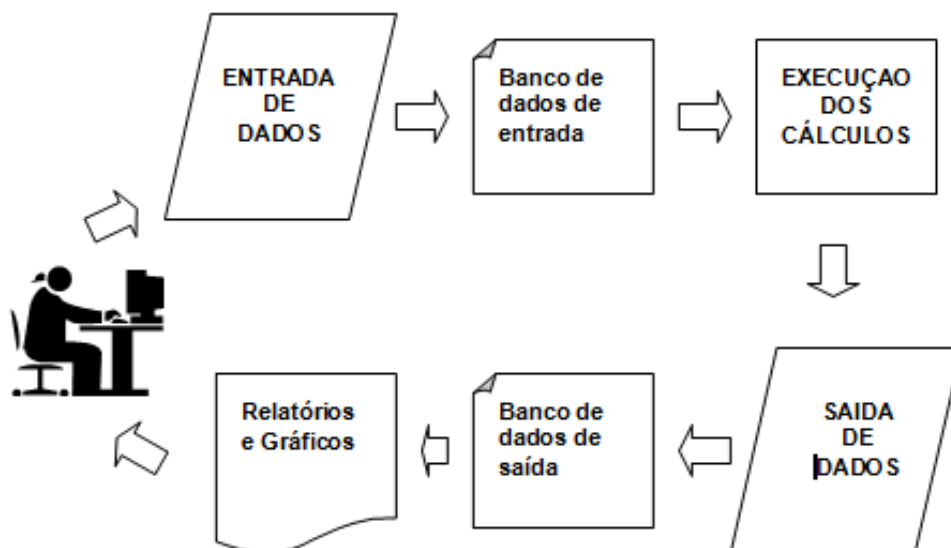 ENTRADA
DE
DADOS
Banco de
dados de
entrada
EXECUÇAO
DOS
CÁLCULOS
SAIDA
DE
DADOS
Banco de
dados de
saída
Relatórios
e Gráficos